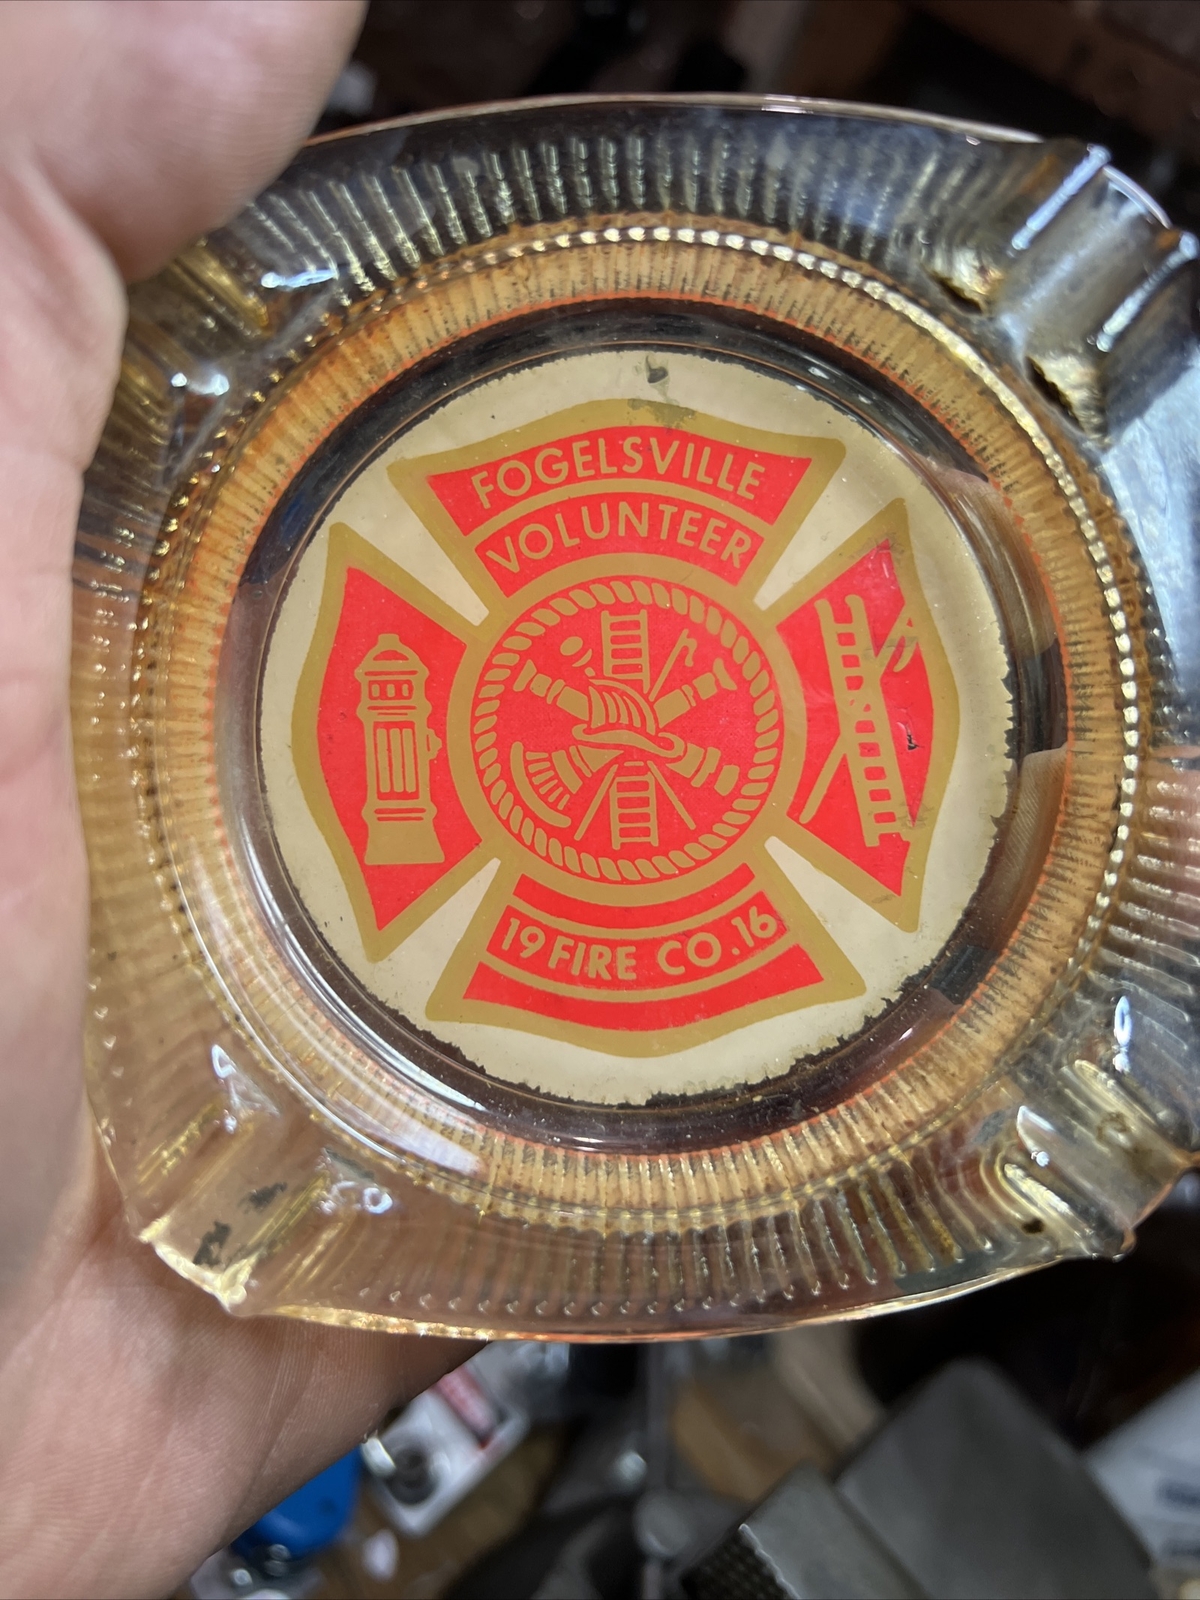 FOGELSVILLE
VOLUNTEER
19 FIRE CO. 16